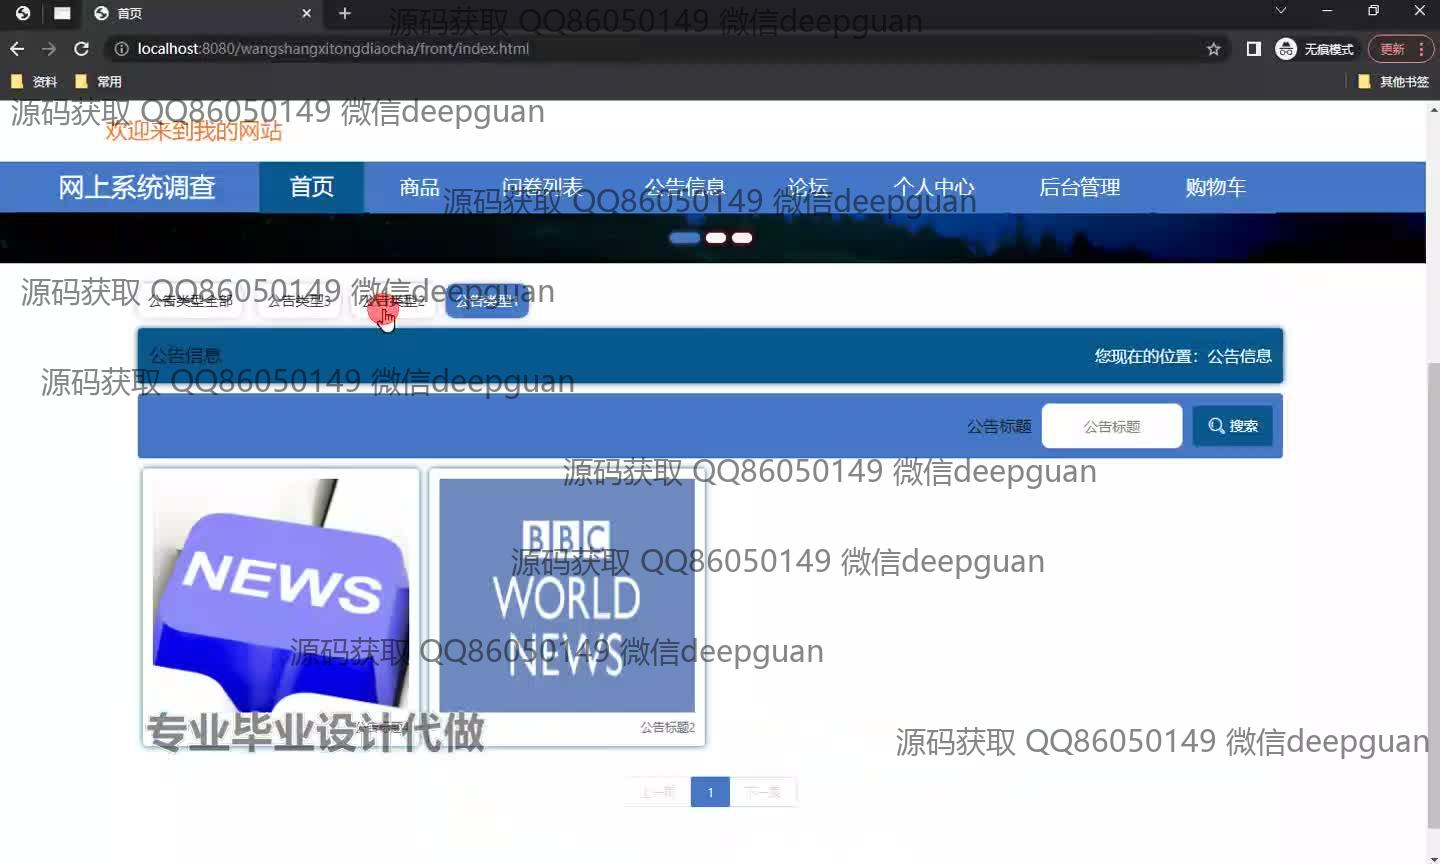 首页
源码获取 QQ86050149 微信deepguan
localhost:8080/wangshangxitongdiaocha/front/index.html
无痕模式
更新
资料
常用
其他书签
源码获取 QQ86050149 微信deepguan
欢迎来到我的网站
网上系统调查
首页
商品
问卷列表
公告信息
论坛
个人中心
后台管理
购物车
源码获取 QQ86050149 微信deepguan
源码获取 QQ86050149 微信deepguan
公告类型全部
公告类型3
公告类型2
公告类型1
公告信息
您现在的位置：公告信息
源码获取 QQ86050149 微信deepguan
公告标题
公告标题
搜索
源码获取 QQ86050149 微信deepguan
NEWS
BBC
WORLD
NEWS
源码获取 QQ86050149 微信deepguan
源码获取 QQ86050149 微信deepguan
公告标题2
专业毕业设计代做
源码获取 QQ86050149 微信deepguan
上一页
1
下一页